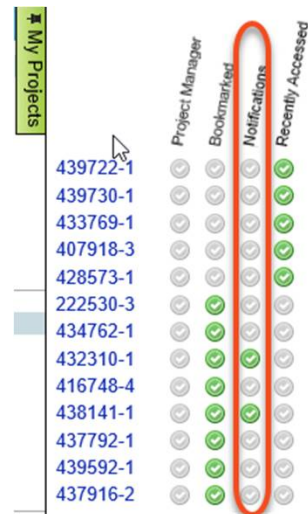 My Projects
Project Manager
Bookmarked
Notifications
Recently Accessed
439722-1
439730-1
433769-1
407918-3
428573-1
222530-3
434762-1
432310-1
416748-4
438141-1
437792-1
439592-1
437916-2